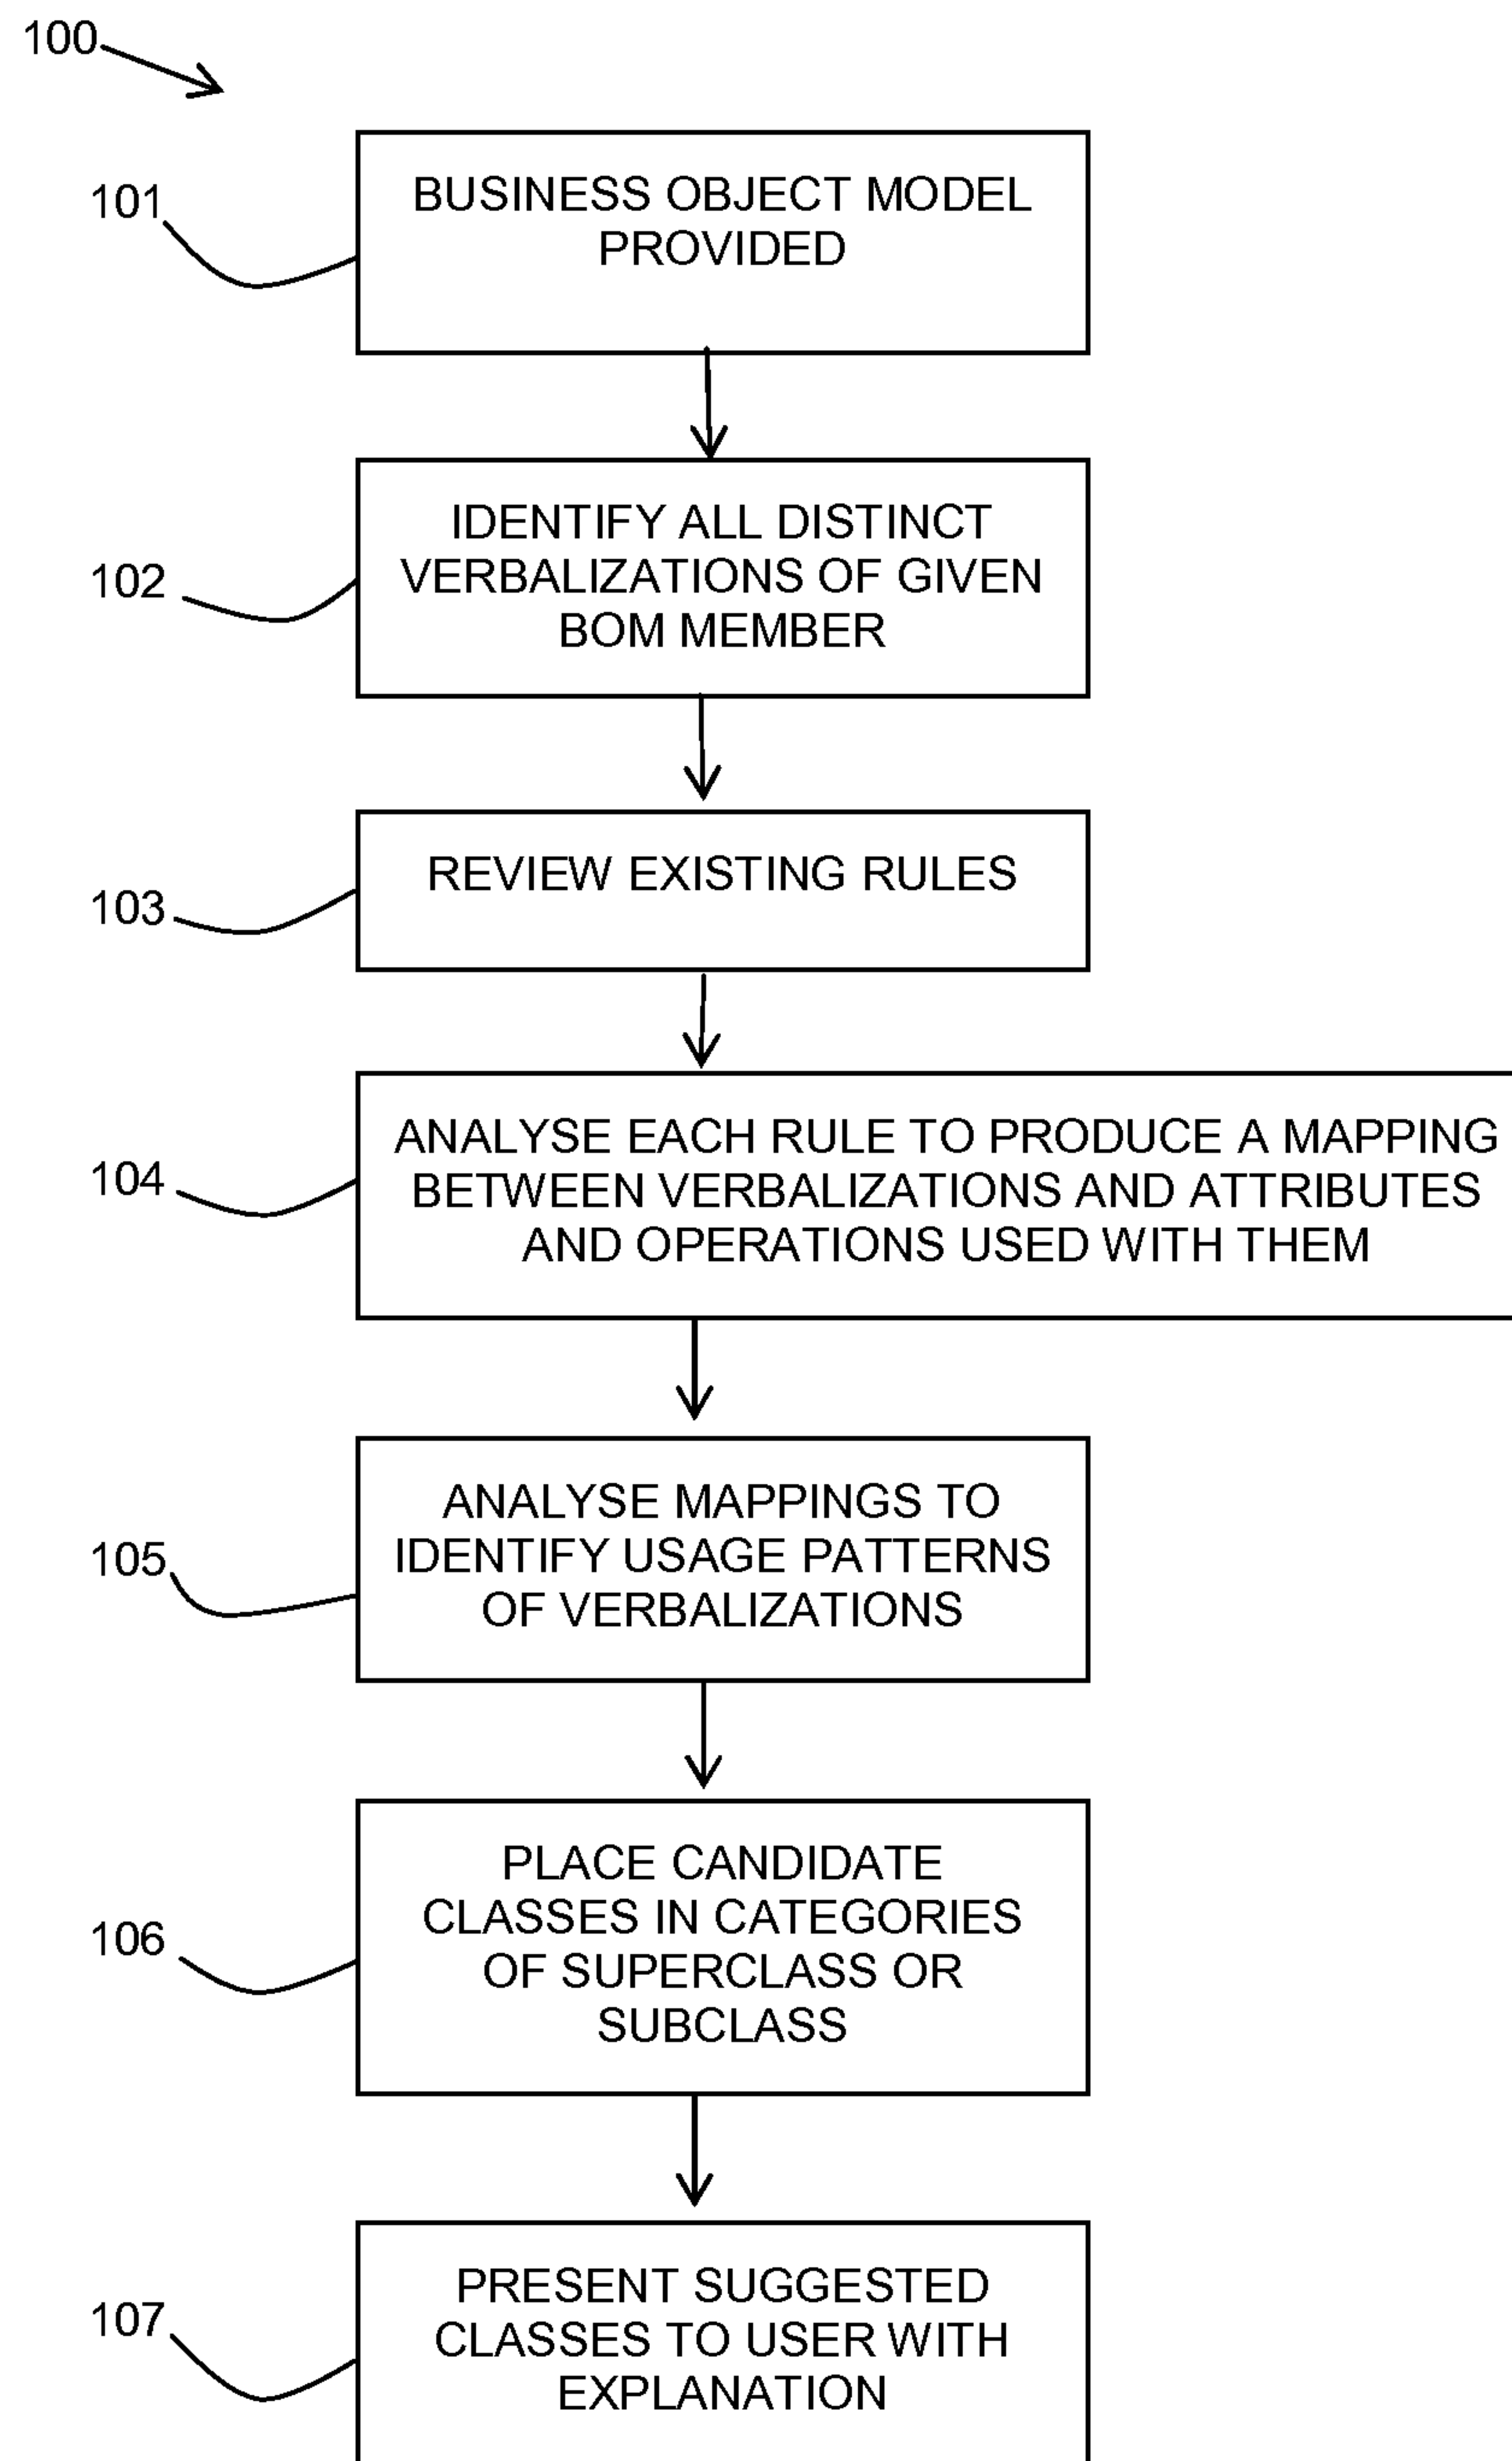 100
101
BUSINESS OBJECT MODEL
PROVIDED
102
IDENTIFY ALL DISTINCT
VERBALIZATIONS OF GIVEN
BOM MEMBER
103
REVIEW EXISTING RULES
104
ANALYSE EACH RULE TO PRODUCE A MAPPING
BETWEEN VERBALIZATIONS AND ATTRIBUTES
AND OPERATIONS USED WITH THEM
105
ANALYSE MAPPINGS TO
IDENTIFY USAGE PATTERNS
OF VERBALIZATIONS
106
PLACE CANDIDATE
CLASSES IN CATEGORIES
OF SUPERCLASS OR
SUBCLASS
107
PRESENT SUGGESTED
CLASSES TO USER WITH
EXPLANATION